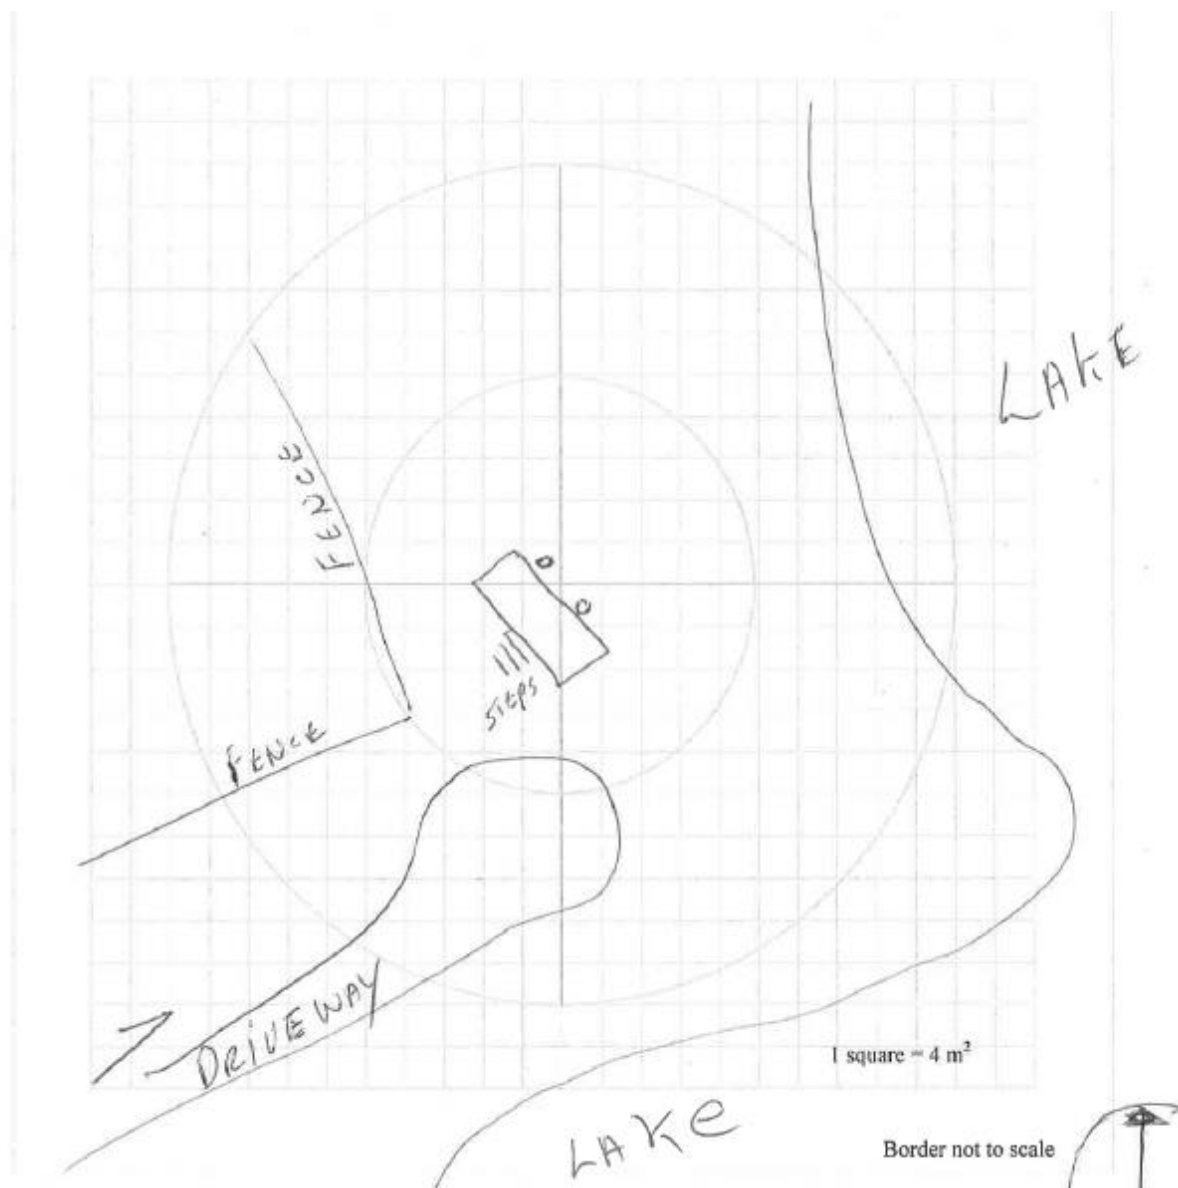 LAKE
FENCE
STEPS
FENCE
DRIVEWAY
1 square = 4 m²
LAKe
Border not to scale